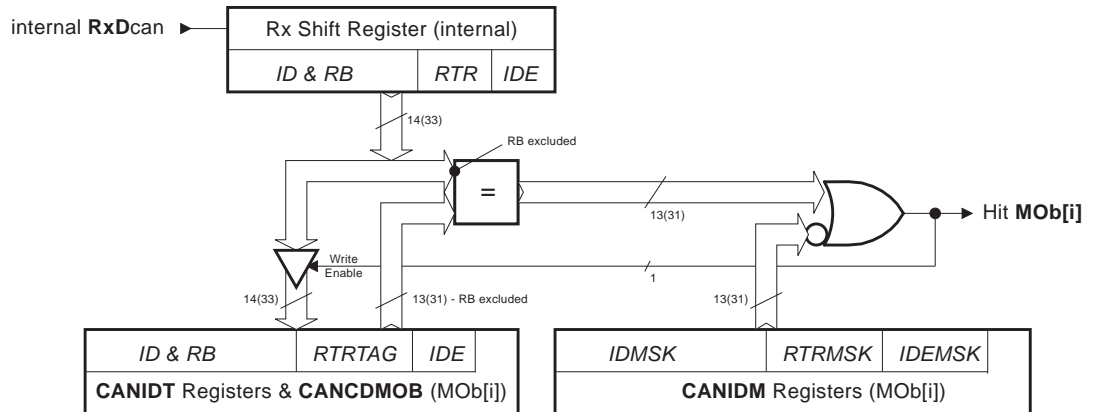 internal RxDcan
Rx Shift Register (internal)
ID & RB RTR IDE
14(33)
RB excluded
=
13(31)
Hit MOb[i]
Write
Enable
1
14(33)
13(31) - RB excluded
13(31)
ID & RB RTRTAG IDE
CANIDT Registers & CANCDMOB (MOb[i])
IDMSK RTRMSK IDEMSK
CANIDM Registers (MOb[i])